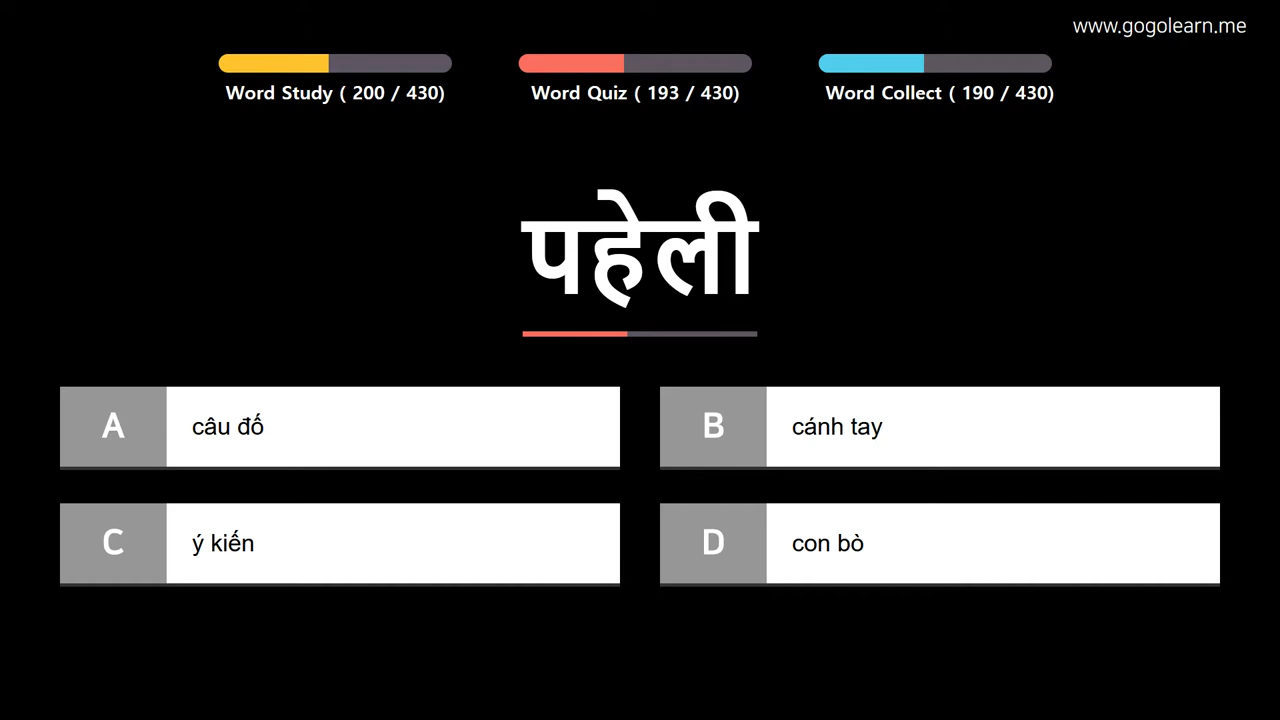 www.gogolearn.me
Word Study ( 200 / 430)
Word Quiz ( 193 / 430)
Word Collect ( 190 / 430)
पहेली
A
câu đố
B
cánh tay
C
ý kiến
D
con bò